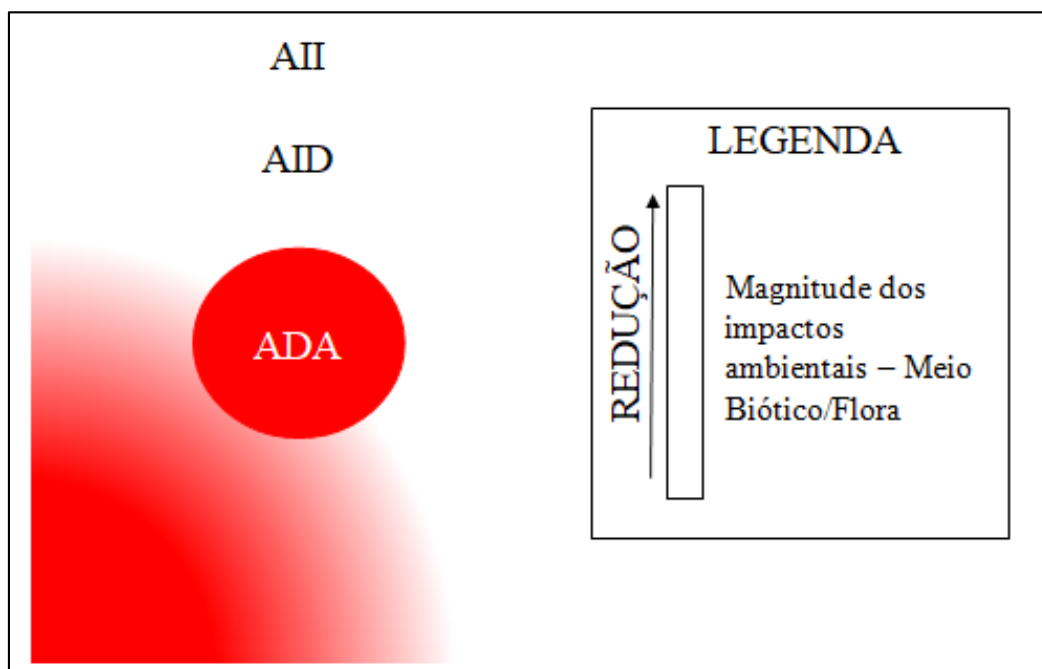 AII
AID
ADA
LEGENDA
REDUÇÃO
Magnitude dos
impactos
ambientais – Meio
Biótico/Flora